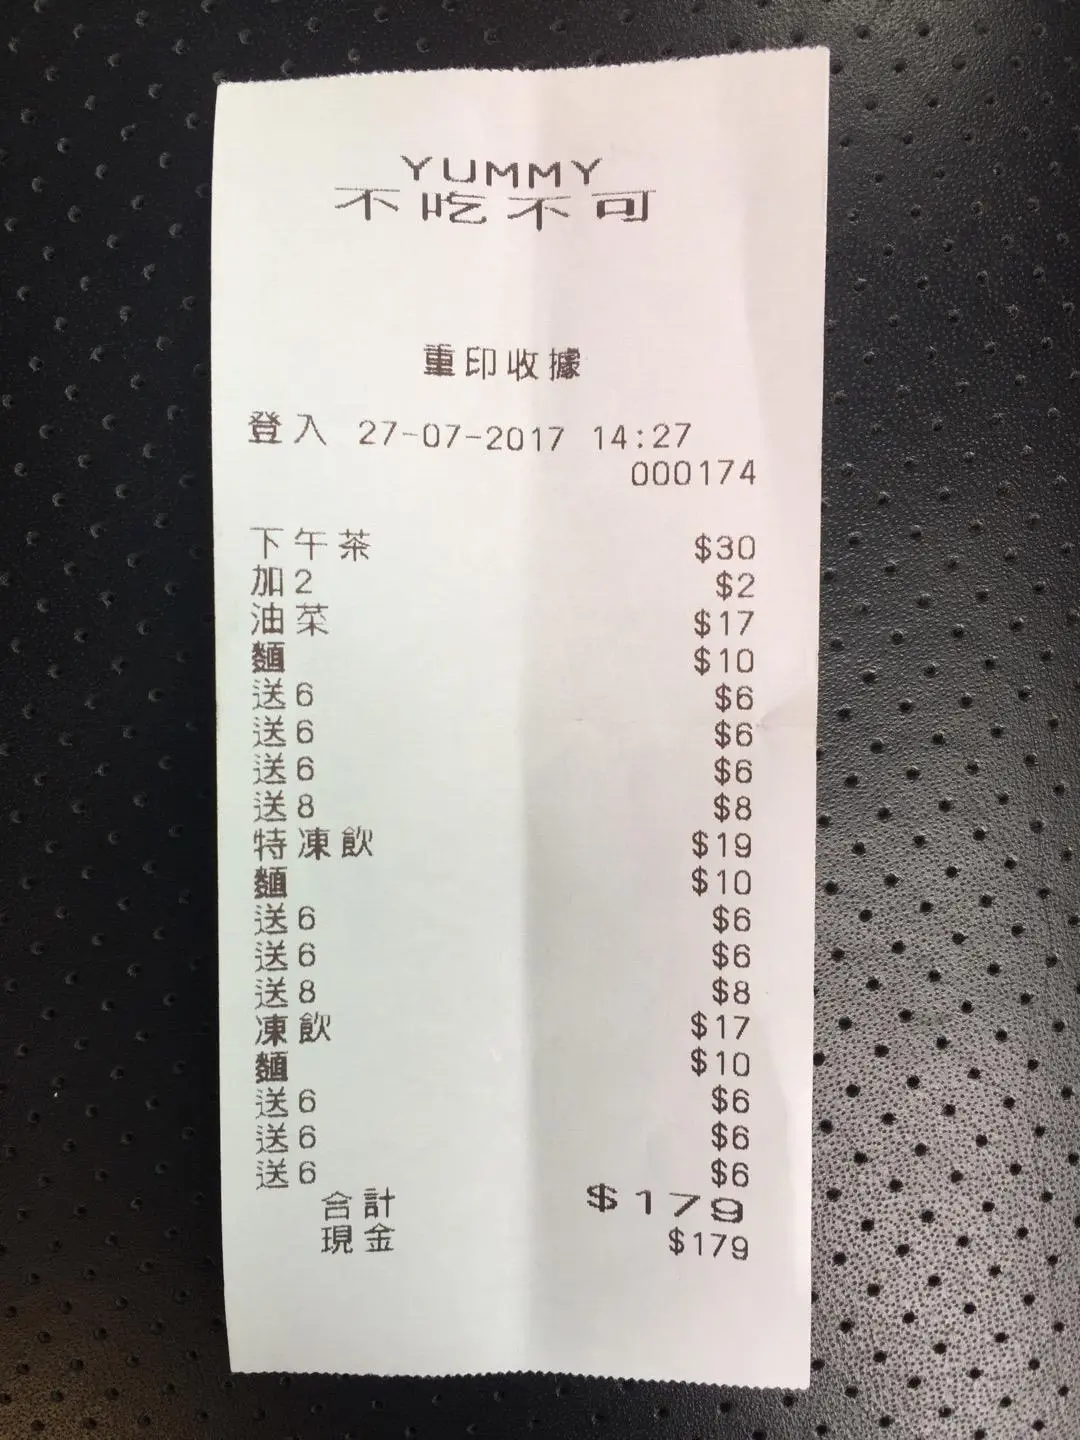 YUMMY
不吃不可
重印收據
登入 27-07-2017 14:27
000174
下午茶 $30
加2 $2
油菜 $17
麵 $10
送6 $6
送6 $6
送6 $6
送8 $8
特凍飲 $19
麵 $10
送6 $6
送6 $6
送8 $8
凍飲 $17
麵 $10
送6 $6
送6 $6
送6 $6
合計 $179
現金 $179